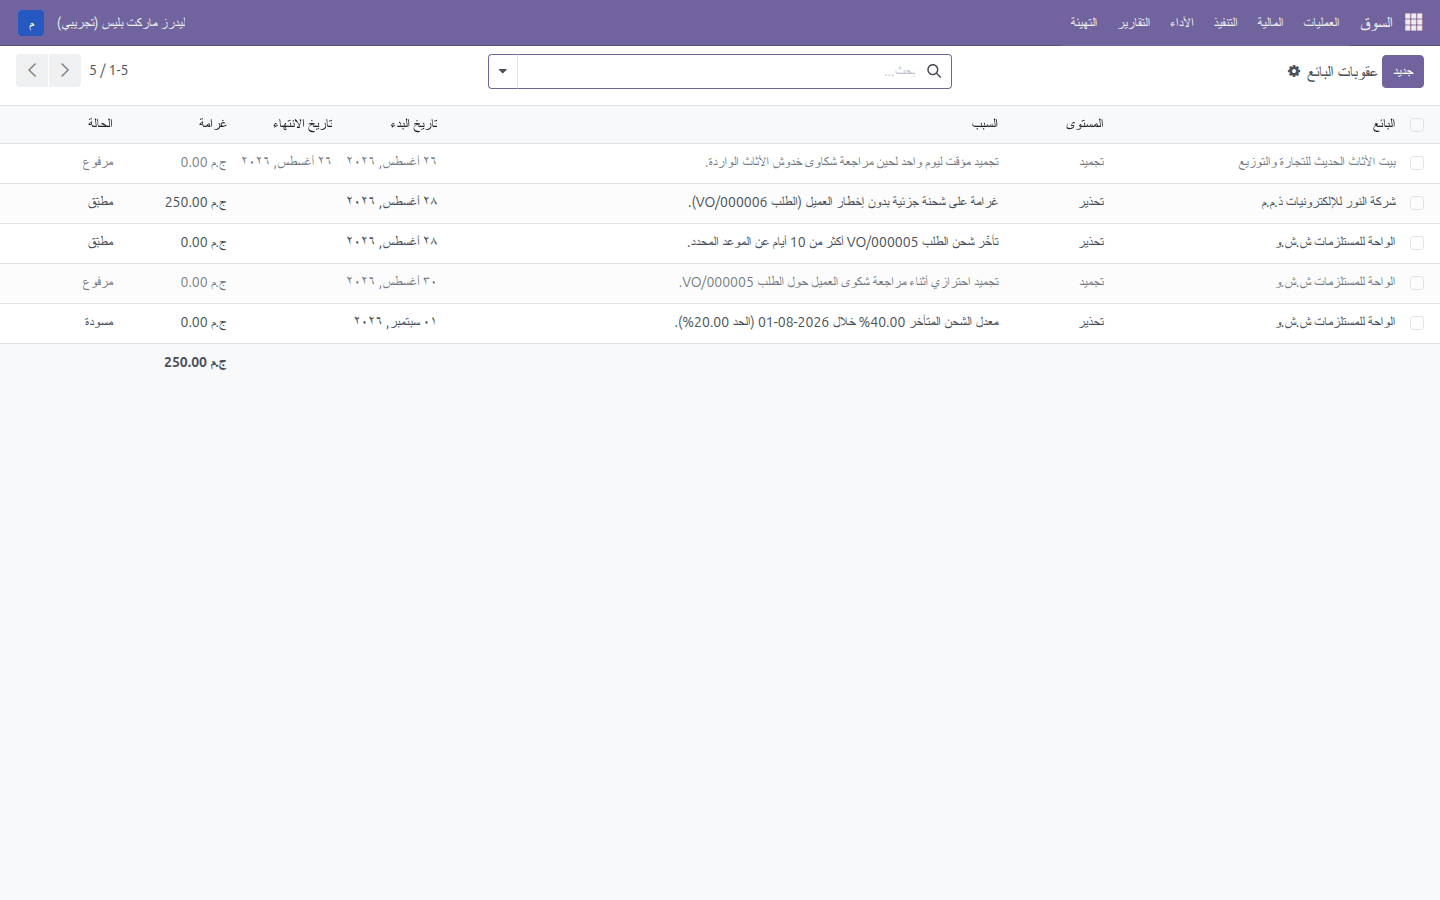 السوق العمليات المالية التنفيذ الأداء التقارير التهيئة ليدرز ماركت بليس (تجريبي) م
جديد عقوبات البائع بحث... 1-5 / 5
البائع المستوى السبب تاريخ البدء تاريخ الانتهاء غرامة الحالة
بيت الأثاث الحديث للتجارة والتوزيع تجميد تجميد مؤقت ليوم واحد لحين مراجعة شكاوى خدوش الأثاث الواردة. ٢٦ أغسطس, ٢٠٢٦ ٢٦ أغسطس, ٢٠٢٦ ج.م 0.00 مرفوع
شركة النور للإلكترونيات ذ.م.م تحذير غرامة على شحنة جزئية بدون إخطار العميل (الطلب VO/000006). ٢٨ أغسطس, ٢٠٢٦ ج.م 250.00 مطبّق
الواحة للمستلزمات ش.ش.و تحذير تأخّر شحن الطلب VO/000005 أكثر من 10 أيام عن الموعد المحدد. ٢٨ أغسطس, ٢٠٢٦ ج.م 0.00 مطبّق
الواحة للمستلزمات ش.ش.و تجميد تجميد احترازي أثناء مراجعة شكوى العميل حول الطلب VO/000005. ٣٠ أغسطس, ٢٠٢٦ ج.م 0.00 مرفوع
الواحة للمستلزمات ش.ش.و تحذير معدل الشحن المتأخر 40.00% خلال 2026-08-01 (الحد 20.00%). ٠١ سبتمبر, ٢٠٢٦ ج.م 0.00 مسودة
ج.م 250.00